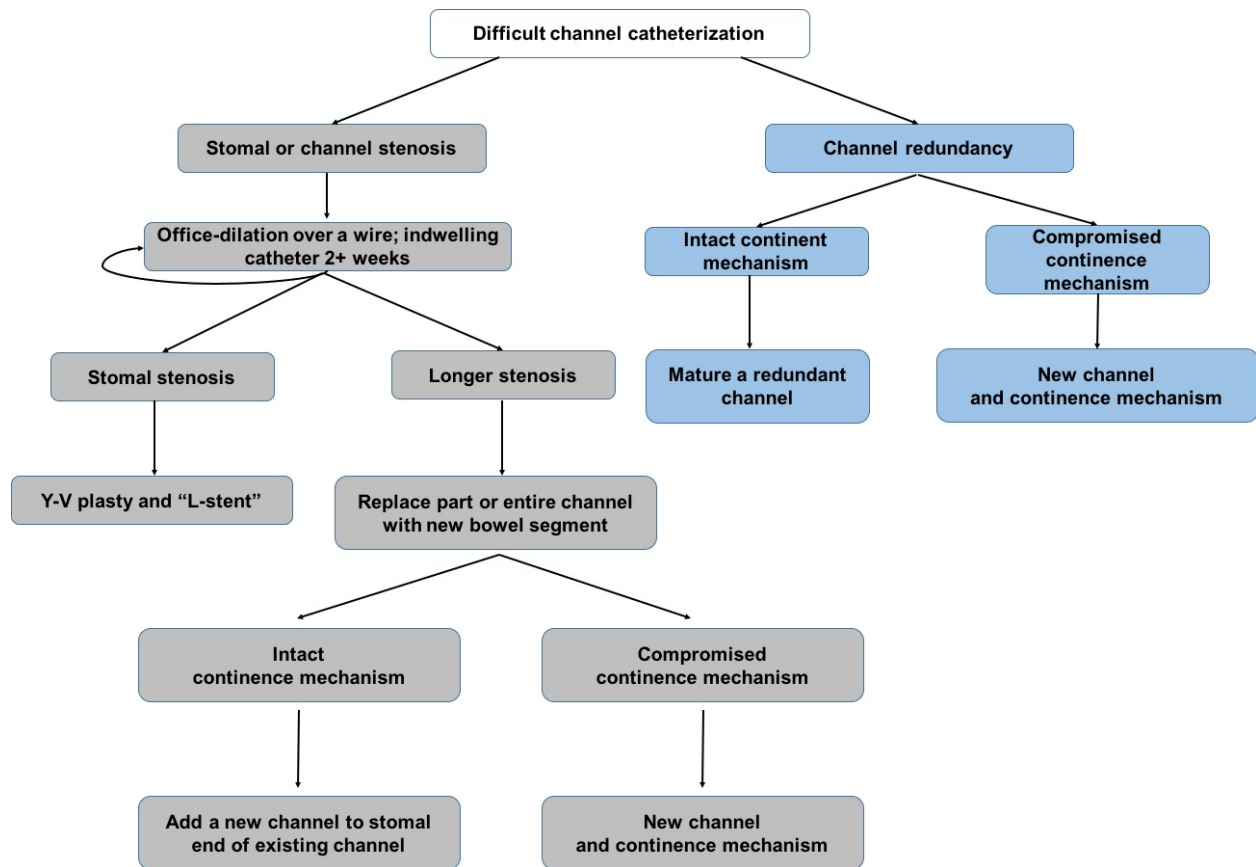 Difficult channel catheterization
Stomal or channel stenosis
Channel redundancy
Office-dilation over a wire; indwelling
catheter 2+ weeks
Intact continent
mechanism
Compromised
continence
mechanism
Stomal stenosis
Longer stenosis
Mature a redundant
channel
New channel
and continence mechanism
Y-V plasty and “L-stent”
Replace part or entire channel
with new bowel segment
Intact
continence mechanism
Compromised
continence mechanism
Add a new channel to stomal
end of existing channel
New channel
and continence mechanism